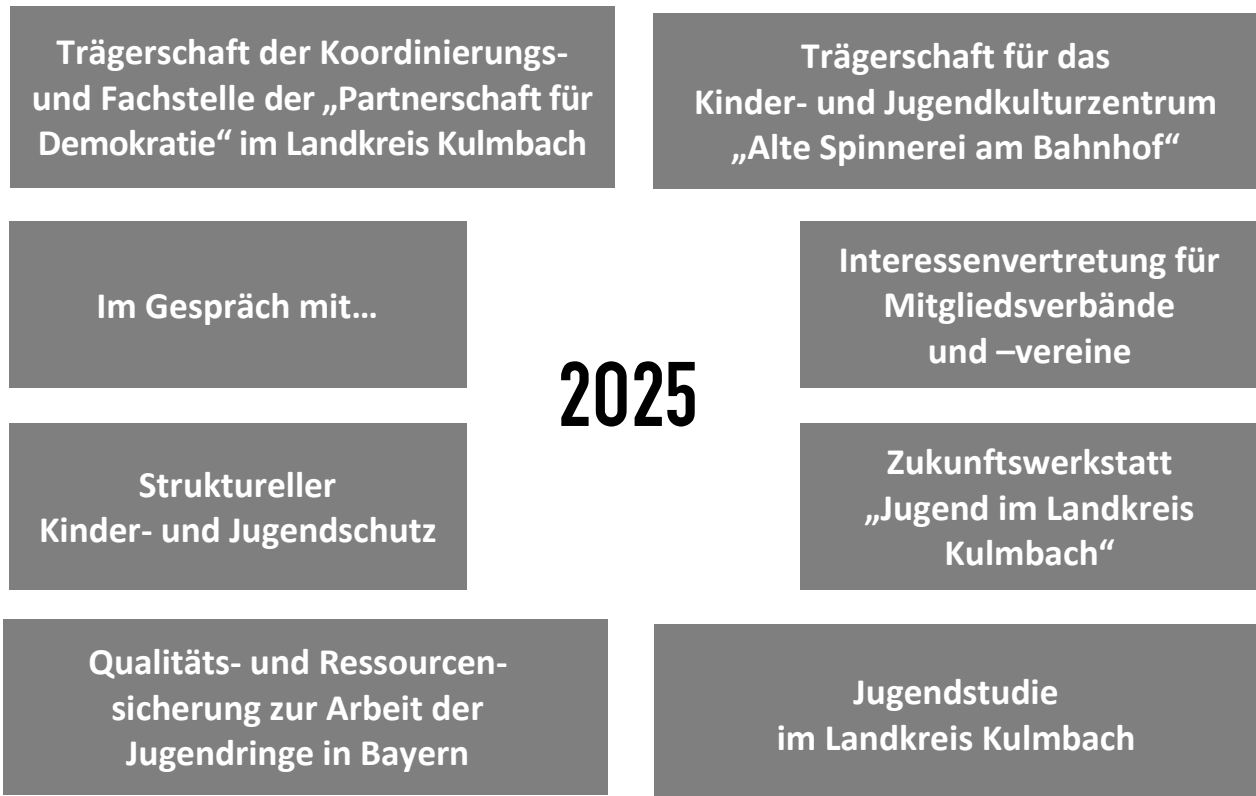 Trägerschaft der Koordinierungs-
und Fachstelle der „Partnerschaft für
Demokratie“ im Landkreis Kulmbach
Trägerschaft für das
Kinder- und Jugendkulturzentrum
„Alte Spinnerei am Bahnhof“
Im Gespräch mit…
Interessenvertretung für
Mitgliedsverbände
und –vereine
2025
Struktureller
Kinder- und Jugendschutz
Zukunftswerkstatt
„Jugend im Landkreis
Kulmbach“
Qualitäts- und Ressourcen-
sicherung zur Arbeit der
Jugendringe in Bayern
Jugendstudie
im Landkreis Kulmbach